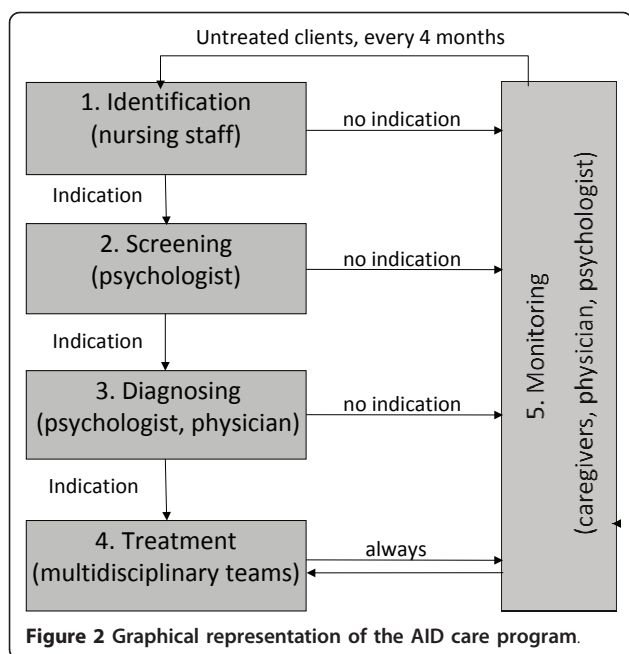 Untreated clients, every 4 months
1. Identification
(nursing staff)
no indication
Indication
2. Screening
(psychologist)
no indication
Indication
3. Diagnosing
(psychologist, physician)
no indication
Indication
4. Treatment
(multidisciplinary teams)
always
5. Monitoring
(caregivers, physician, psychologist)
Figure 2 Graphical representation of the AID care program.